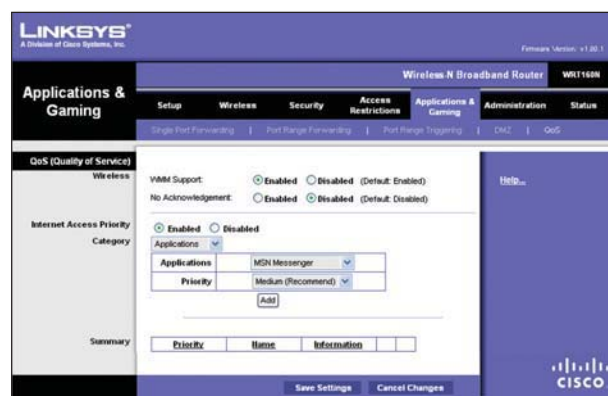 LINKSYS®
A Division of Cisco Systems, Inc.
Firmware Version: v1.00.1
Wireless-N Broadband Router WRT160N
Applications & Gaming
Setup Wireless Security Access Restrictions Applications & Gaming Administration Status
Single Port Forwarding | Port Range Forwarding | Port Range Triggering | DMZ | QoS
QoS (Quality of Service)
Wireless
WMM Support: Enabled Disabled (Default: Enabled)
No Acknowledgement: Enabled Disabled (Default: Disabled)
Help...
Internet Access Priority
Enabled Disabled
Category
Applications
Applications MSN Messenger
Priority Medium (Recommend)
Add
Summary
Priority Name Information
Save Settings Cancel Changes
CISCO